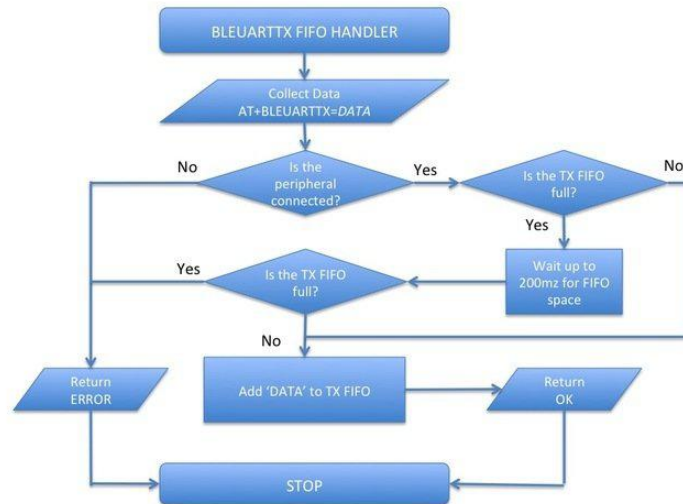 BLEUARTTX FIFO HANDLER
Collect Data
AT+BLEUARTTX=DATA
No
Is the
peripheral
connected?
Yes
Is the TX FIFO
full?
No
Yes
Yes
Is the TX FIFO
full?
Wait up to
200mz for FIFO
space
No
Return
ERROR
Add ‘DATA’ to TX FIFO
Return
OK
STOP